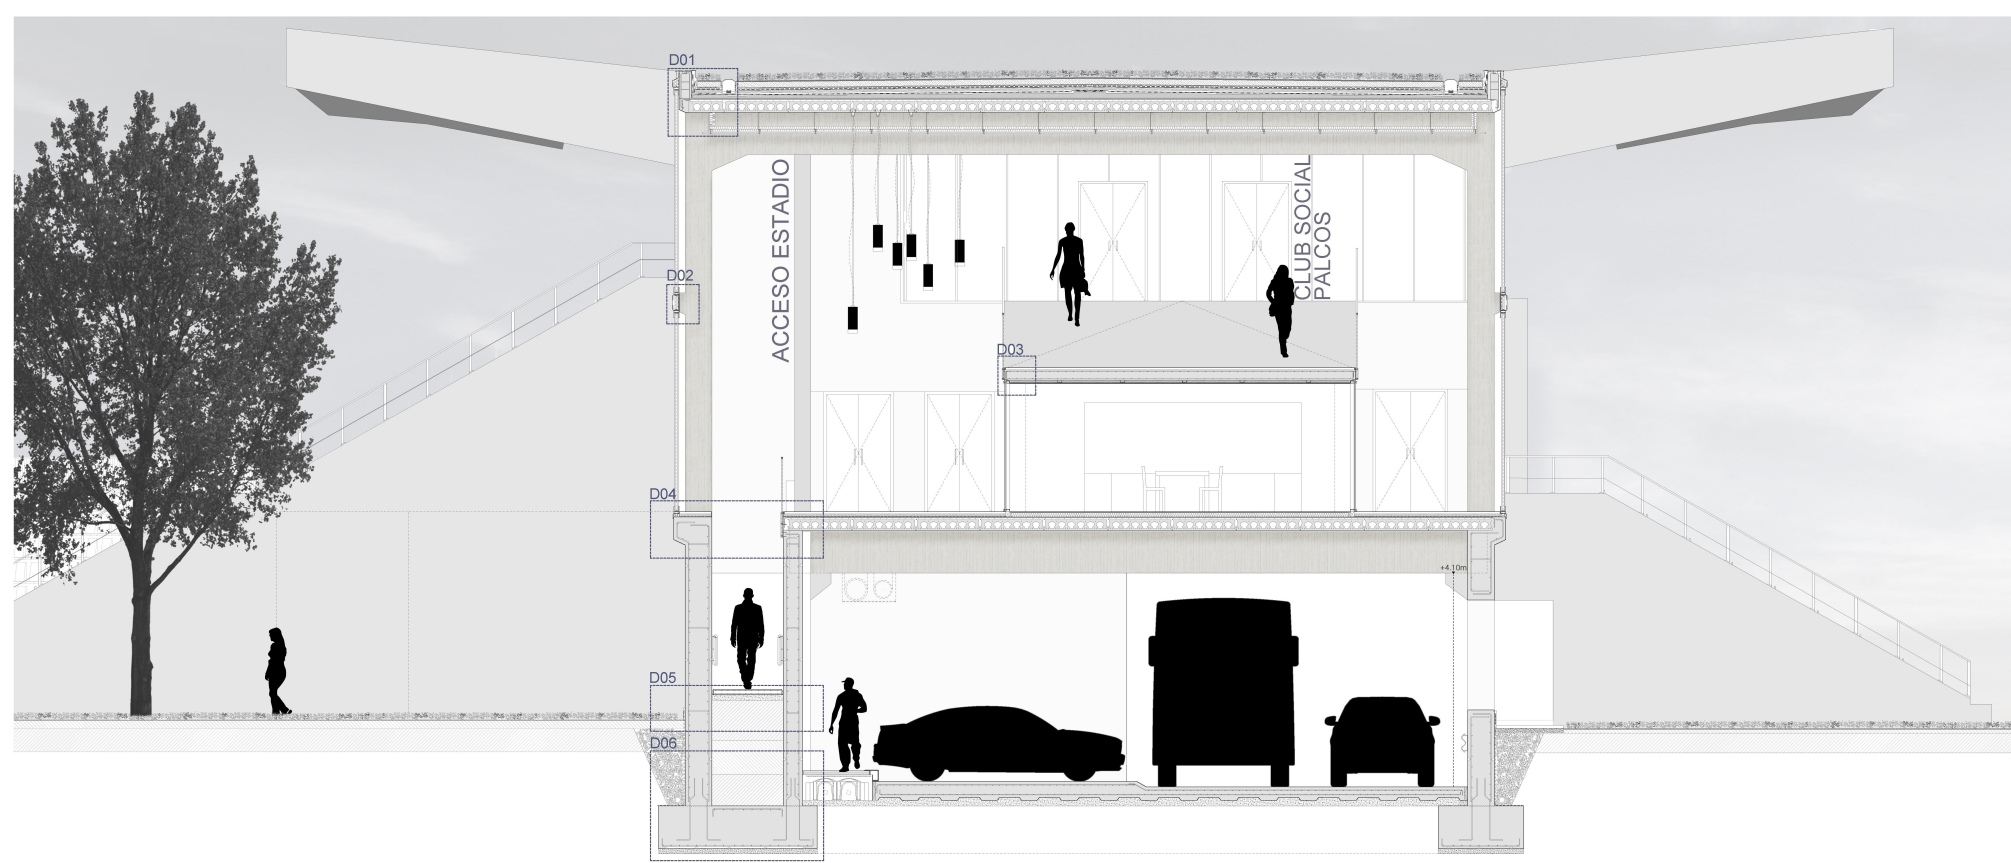 D01
ACCESO ESTADIO
CLUB SOCIAL
PALCOS
D02
D03
D04
+4.10m
D05
D06